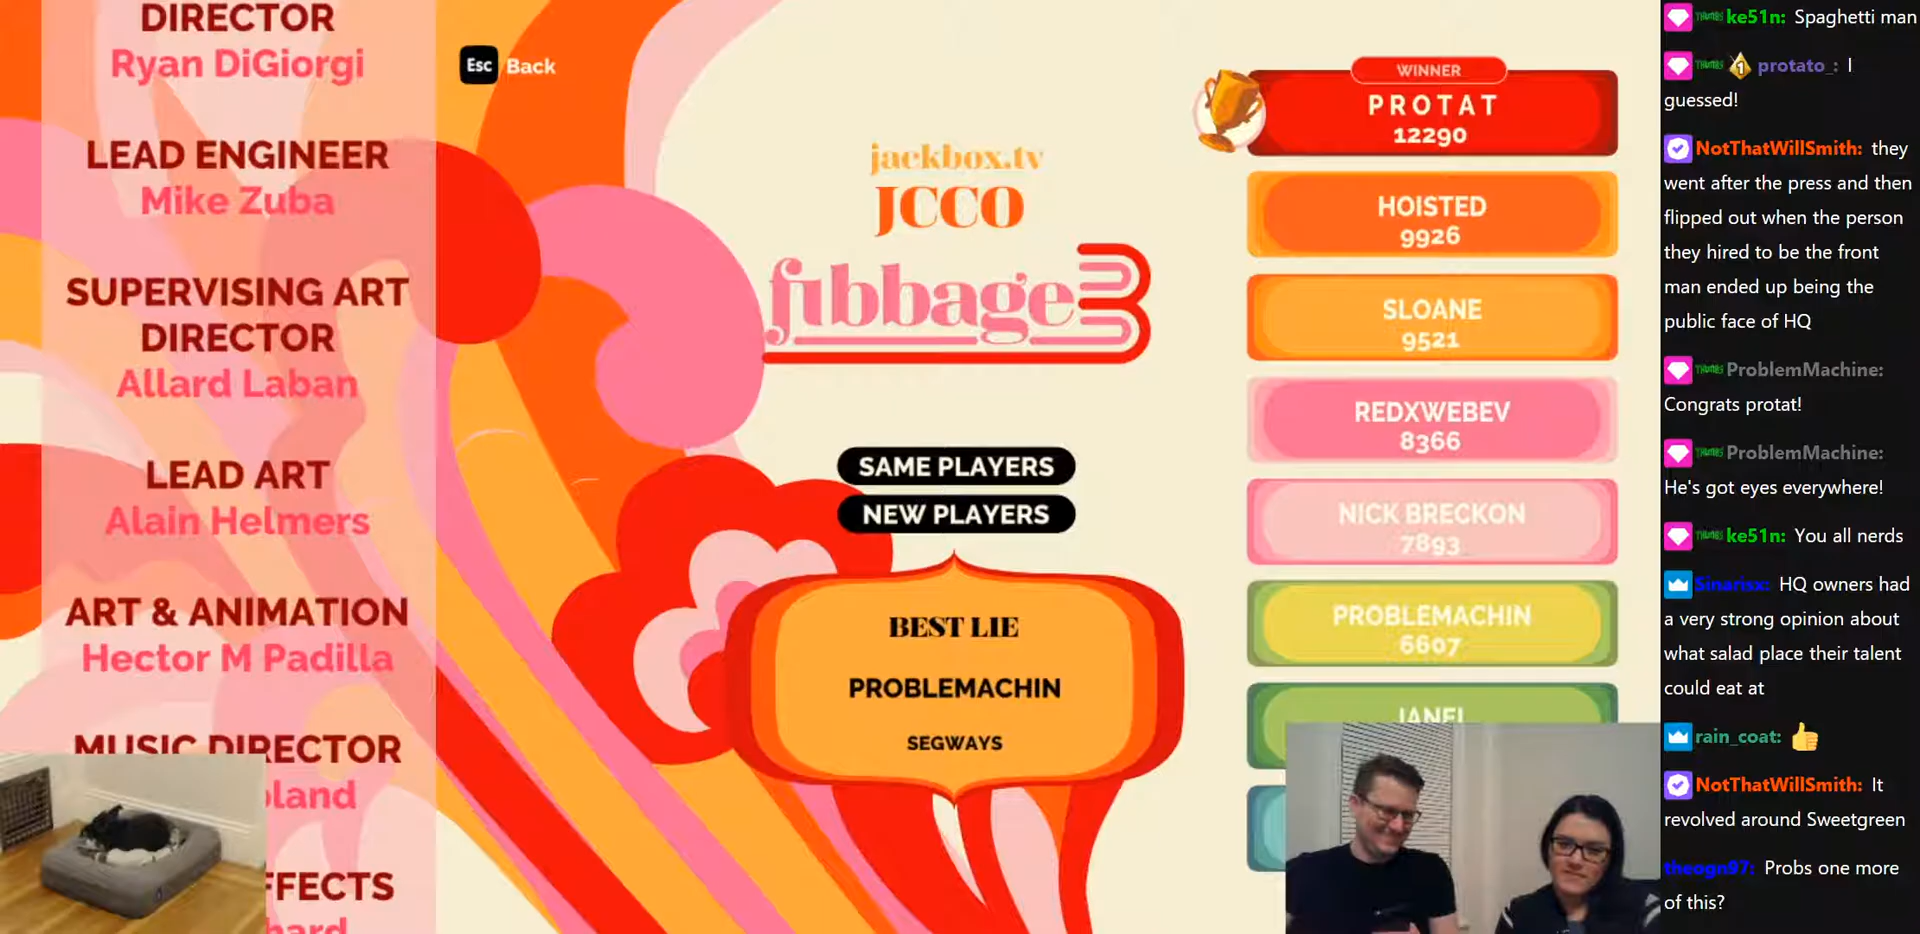 DIRECTOR
Ryan DiGiorgi
LEAD ENGINEER
Mike Zuba
SUPERVISING ART
DIRECTOR
Allard Laban
LEAD ART
Alain Helmers
ART & ANIMATION
Hector M Padilla
MUSIC DIRECTOR
Esc Back
jackbox.tv
JCCO
fibbage 3
SAME PLAYERS
NEW PLAYERS
BEST LIE
PROBLEMACHIN
SEGWAYS
WINNER
PROTAT
12290
HOISTED
9926
SLOANE
9521
REDXWEBEV
8366
NICK BRECKON
7893
PROBLEMACHIN
6607
ke51n: Spaghetti man
protato_: I
guessed!
NotThatWillSmith: they
went after the press and then
flipped out when the person
they hired to be the front
man ended up being the
public face of HQ
ProblemMachine:
Congrats protat!
ProblemMachine:
He's got eyes everywhere!
ke51n: You all nerds
Sinarisx: HQ owners had
a very strong opinion about
what salad place their talent
could eat at
rain_coat:
NotThatWillSmith: It
revolved around Sweetgreen
theogn97: Probs one more
of this?